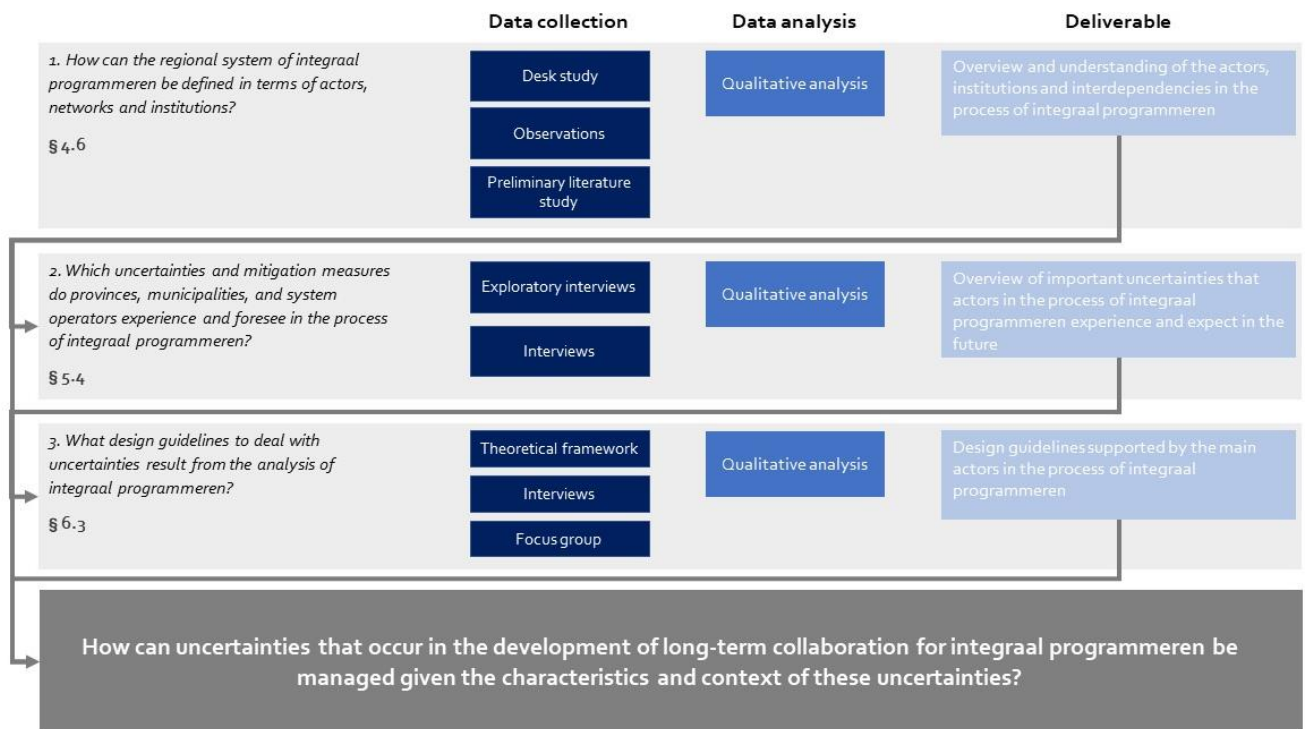 Data collection
Data analysis
Deliverable
1. How can the regional system of integraal
programmeren be defined in terms of actors,
networks and institutions?
§ 4.6
Desk study
Observations
Preliminary literature
study
Qualitative analysis
Overview and understanding of the actors,
institutions and interdependencies in the
process of integraal programmeren
2. Which uncertainties and mitigation measures
do provinces, municipalities, and system
operators experience and foresee in the process
of integraal programmeren?
§ 5.4
Exploratory interviews
Interviews
Qualitative analysis
Overview of important uncertainties that
actors in the process of integraal
programmeren experience and expect in the
future
3. What design guidelines to deal with
uncertainties result from the analysis of
integraal programmeren?
§ 6.3
Theoretical framework
Interviews
Focus group
Qualitative analysis
Design guidelines supported by the main
actors in the process of integraal
programmeren
How can uncertainties that occur in the development of long-term collaboration for integraal programmeren be
managed given the characteristics and context of these uncertainties?